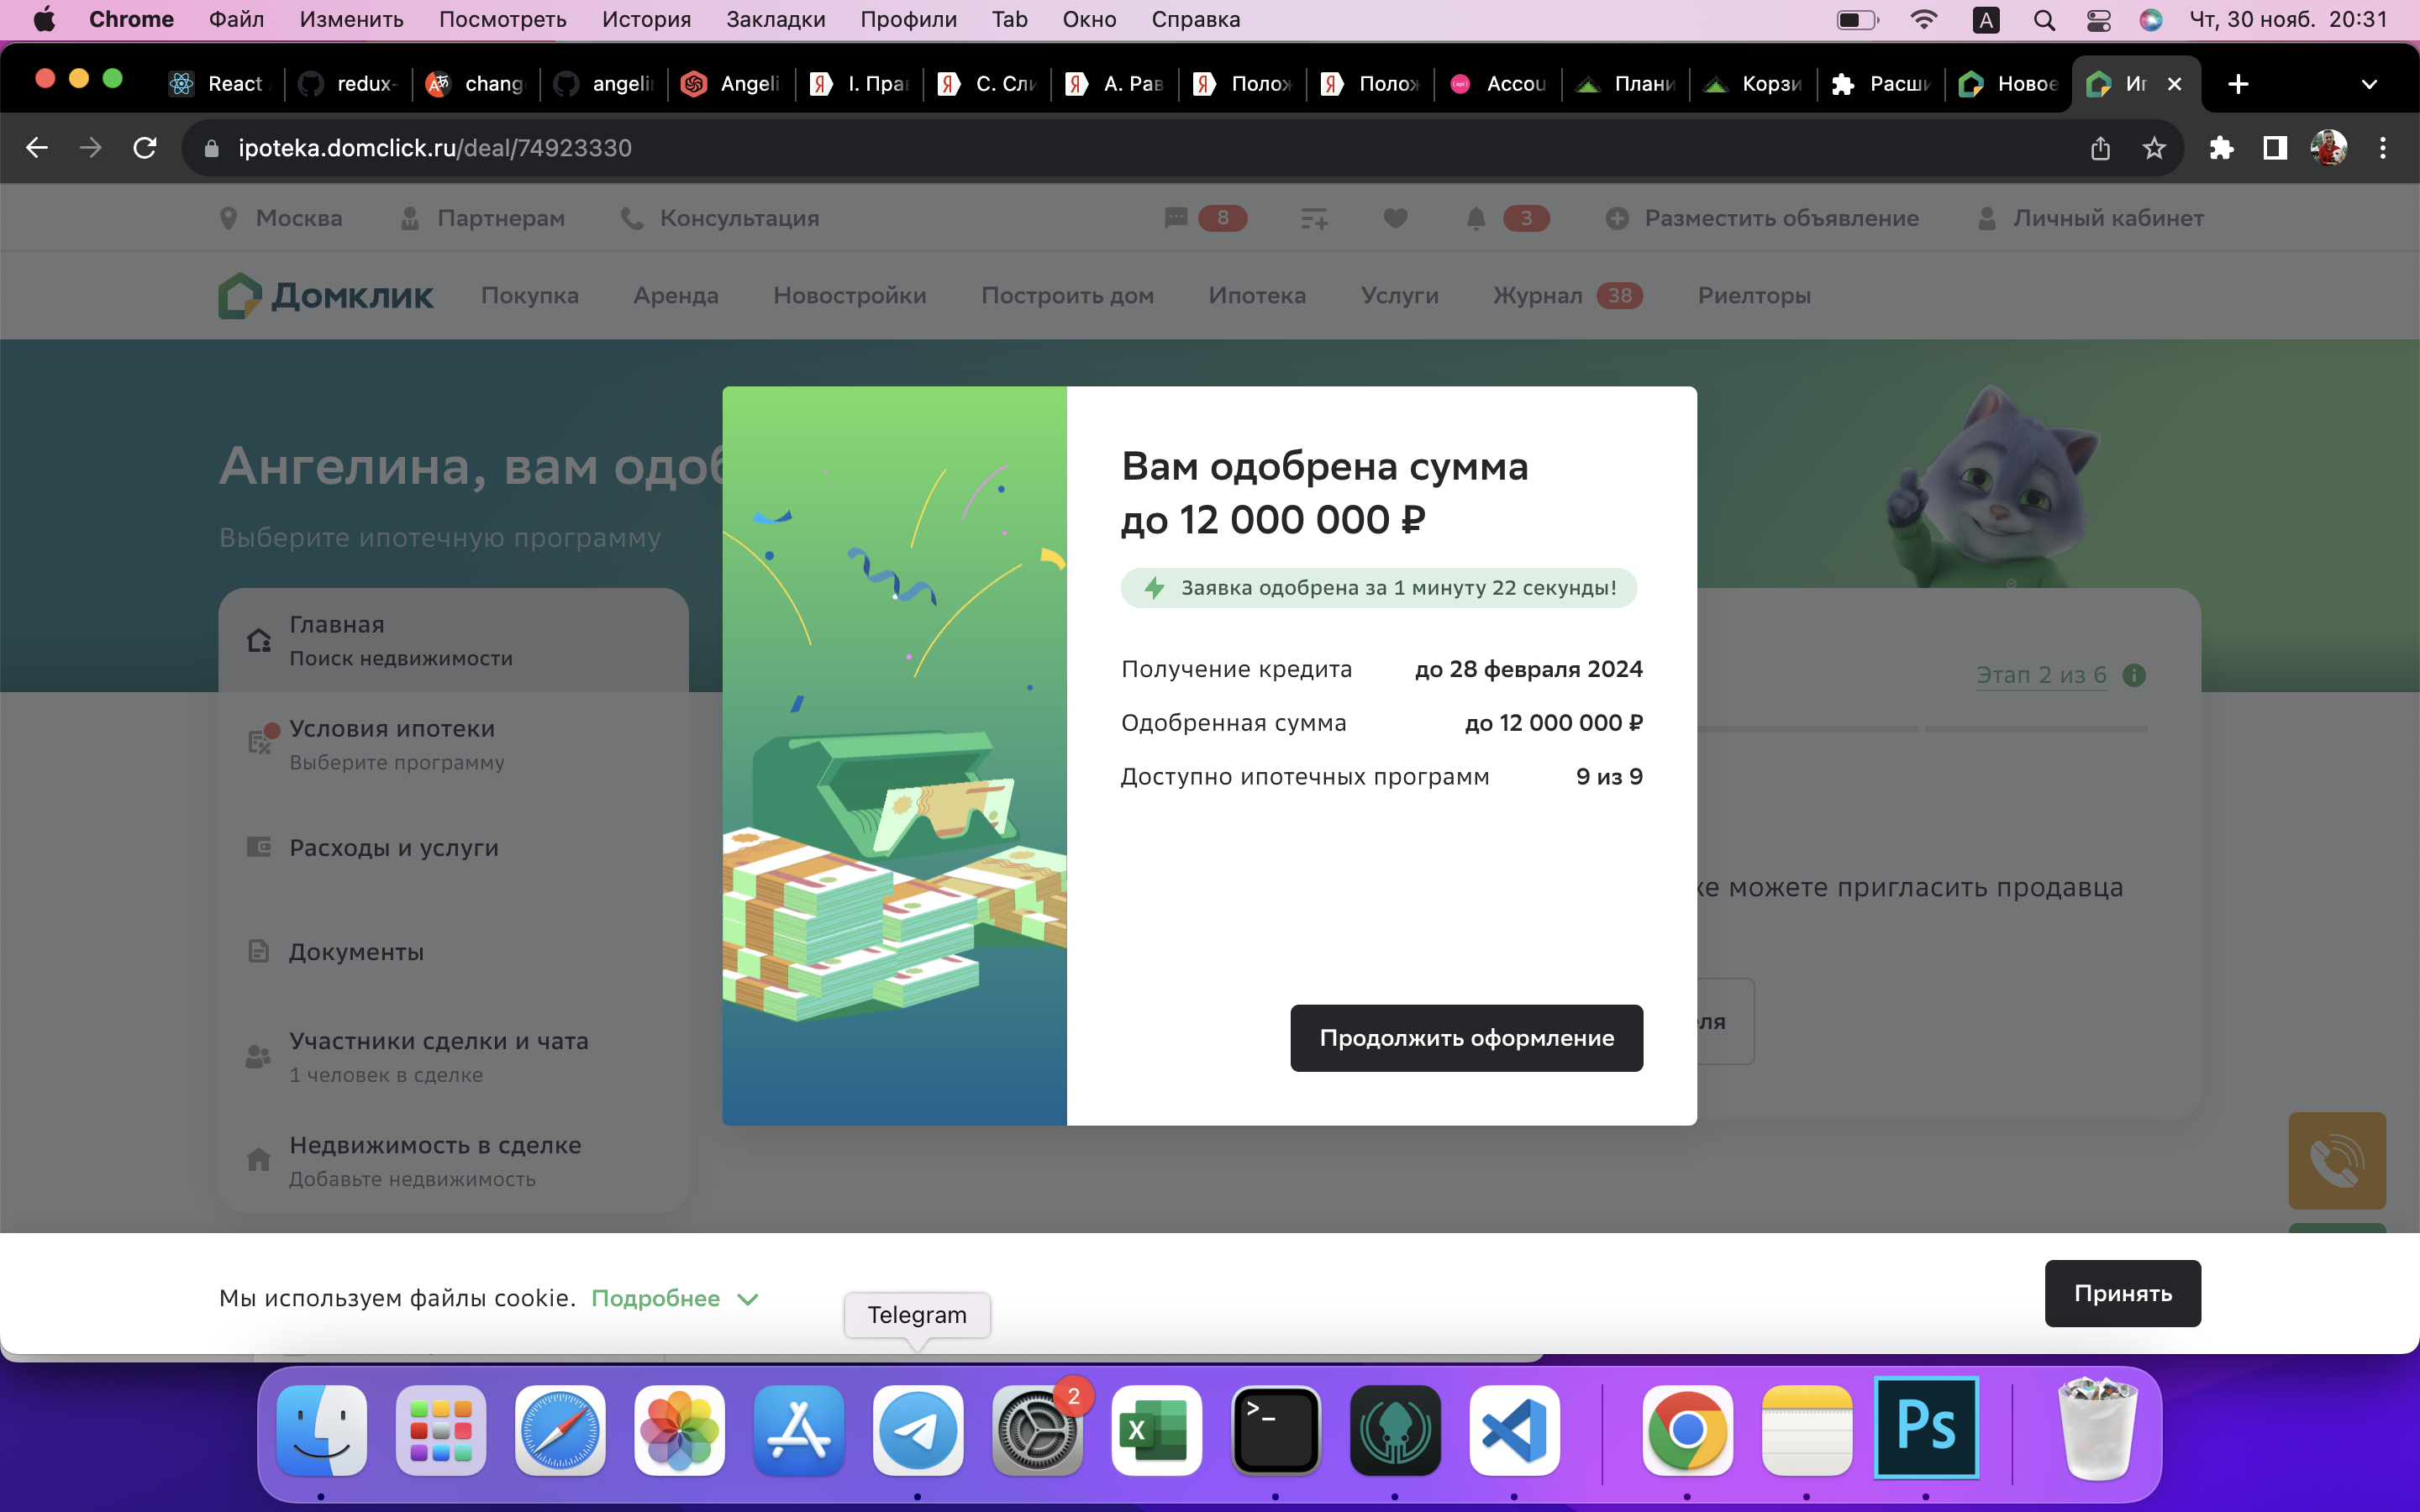 Chrome Файл Изменить Посмотреть История Закладки Профили Tab Окно Справка A Чт, 30 нояб. 20:31
React redux- chang angeli Angeli I. Пра С. Сли А. Рав Полож Полож Accou Плани Корзи Расши Новое
ipoteka.domclick.ru/deal/74923330
Москва Партнерам Консультация 8 3 Разместить объявление Личный кабинет
Домклик Покупка Аренда Новостройки Построить дом Ипотека Услуги Журнал 38 Риелторы
Ангелина, вам одоб
Выберите ипотечную программу
Главная
Поиск недвижимости
Условия ипотеки
Выберите программу
Расходы и услуги
Документы
Участники сделки и чата
1 человек в сделке
Недвижимость в сделке
Добавьте недвижимость
Вам одобрена сумма
до 12 000 000 ₽
Заявка одобрена за 1 минуту 22 секунды!
Получение кредита до 28 февраля 2024
Одобренная сумма до 12 000 000 ₽
Доступно ипотечных программ 9 из 9
Продолжить оформление
Этап 2 из 6
же можете пригласить продавца
еля
Мы используем файлы cookie. Подробнее
Принять
Telegram
2
X
>_
Ps